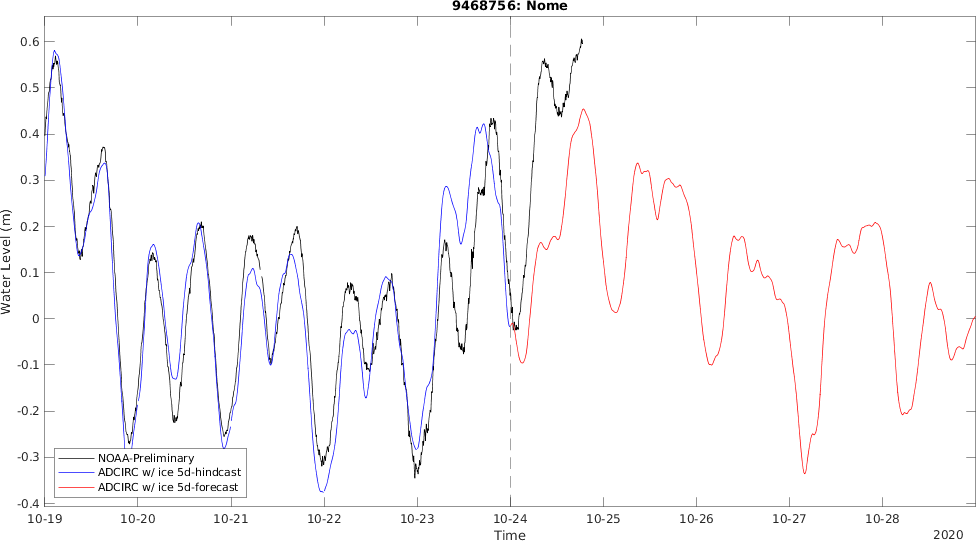 9468756: Nome
Water Level (m)
0.6
0.5
0.4
0.3
0.2
0.1
0
-0.1
-0.2
-0.3
-0.4
NOAA-Preliminary
ADCIRC w/ ice 5d-hindcast
ADCIRC w/ ice 5d-forecast
10-19 10-20 10-21 10-22 10-23 10-24 10-25 10-26 10-27 10-28
Time
2020